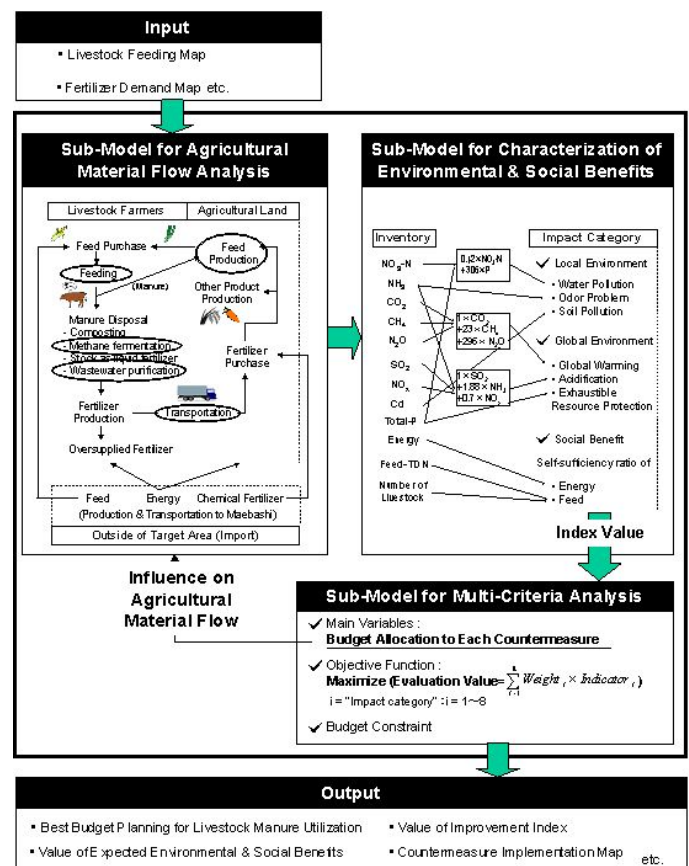 Input
▪ Livestock Feeding Map
▪ Fertilizer Demand Map etc.
Sub-Model for Agricultural
Material Flow Analysis
Livestock Farmers
Agricultural Land
Feed Purchase
Feed
Production
Feeding
(Manure)
Other Product
Production
Manure Disposal
- Composting
- Methane fermentation
- Stock as liquid fertilizer
- Wastewater purification
Fertilizer
Purchase
Fertilizer
Production
Transportation
Oversupplied Fertilizer
Feed Energy Chemical Fertilizer
(Production & Transportation to Maebashi)
Outside of Target Area (Import)
Sub-Model for Characterization of
Environmental & Social Benefits
Inventory
Impact Category
NO₃-N
NH₃
CO₂
CH₄
N₂O
SO₂
NOₓ
Cd
Total-P
Energy
Feed-TDN
Number of
Livestock
+306×P
1×CO₂
+23×CH₄
+296×N₂O
1×SO₂
+1.88×NH₃
+0.7×NO₂
✓ Local Environment
▪ Water Pollution
▪ Odor Problem
▪ Soil Pollution
✓ Global Environment
▪ Global Warming
▪ Acidification
▪ Exhaustible
Resource Protection
✓ Social Benefit
Self-sufficiency ratio of
▪ Energy
▪ Feed
Index Value
Influence on
Agricultural
Material Flow
Sub-Model for Multi-Criteria Analysis
✓ Main Variables :
Budget Allocation to Each Countermeasure
✓ Objective Function :
Maximize (Evaluation Value= ∑ Weight ᵢ × Indicator ᵢ )
i = "Impact category" : i = 1~8
✓ Budget Constraint
Output
▪ Best Budget Planning for Livestock Manure Utilization
▪ Value of Improvement Index
▪ Value of Expected Environmental & Social Benefits
▪ Countermeasure Implementation Map
etc.